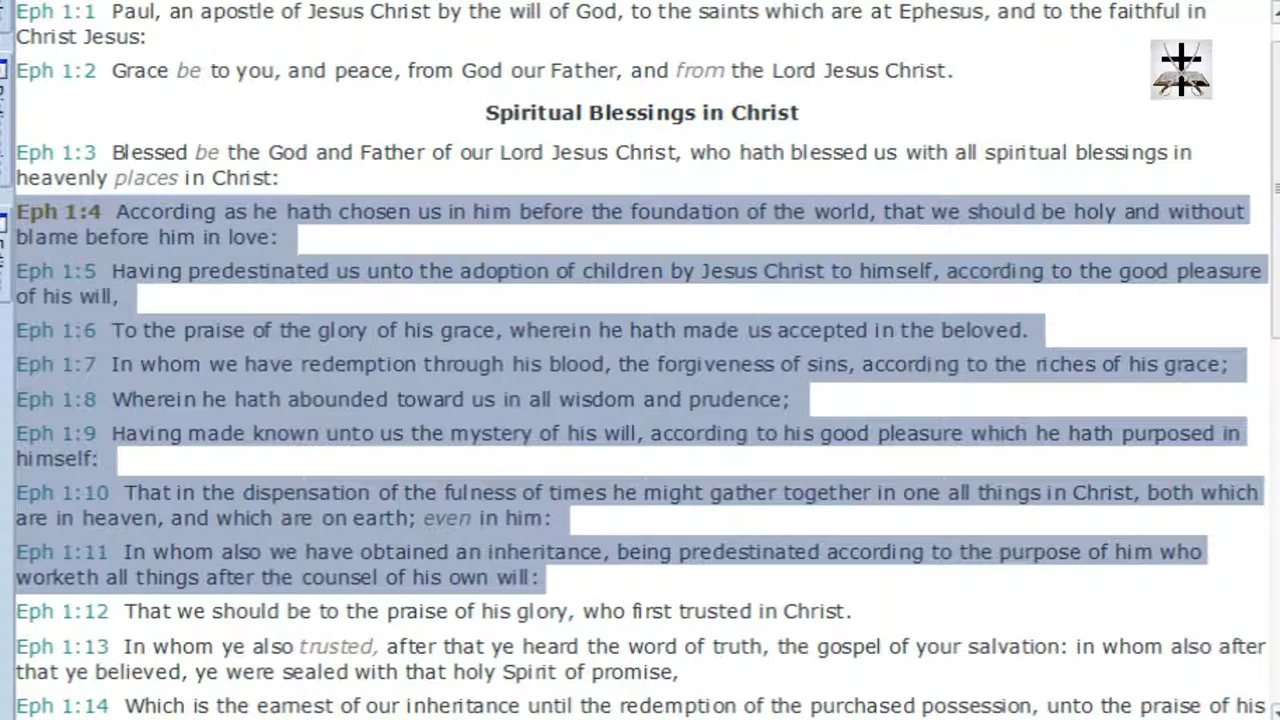 Eph 1:1 Paul, an apostle of Jesus Christ by the will of God, to the saints which are at Ephesus, and to the faithful in
Christ Jesus:
Eph 1:2 Grace be to you, and peace, from God our Father, and from the Lord Jesus Christ.
Spiritual Blessings in Christ
Eph 1:3 Blessed be the God and Father of our Lord Jesus Christ, who hath blessed us with all spiritual blessings in
heavenly places in Christ:
Eph 1:4 According as he hath chosen us in him before the foundation of the world, that we should be holy and without
blame before him in love:
Eph 1:5 Having predestinated us unto the adoption of children by Jesus Christ to himself, according to the good pleasure
of his will,
Eph 1:6 To the praise of the glory of his grace, wherein he hath made us accepted in the beloved.
Eph 1:7 In whom we have redemption through his blood, the forgiveness of sins, according to the riches of his grace;
Eph 1:8 Wherein he hath abounded toward us in all wisdom and prudence;
Eph 1:9 Having made known unto us the mystery of his will, according to his good pleasure which he hath purposed in
himself:
Eph 1:10 That in the dispensation of the fulness of times he might gather together in one all things in Christ, both which
are in heaven, and which are on earth; even in him:
Eph 1:11 In whom also we have obtained an inheritance, being predestinated according to the purpose of him who
worketh all things after the counsel of his own will:
Eph 1:12 That we should be to the praise of his glory, who first trusted in Christ.
Eph 1:13 In whom ye also trusted, after that ye heard the word of truth, the gospel of your salvation: in whom also after
that ye believed, ye were sealed with that holy Spirit of promise,
Eph 1:14 Which is the earnest of our inheritance until the redemption of the purchased possession, unto the praise of his